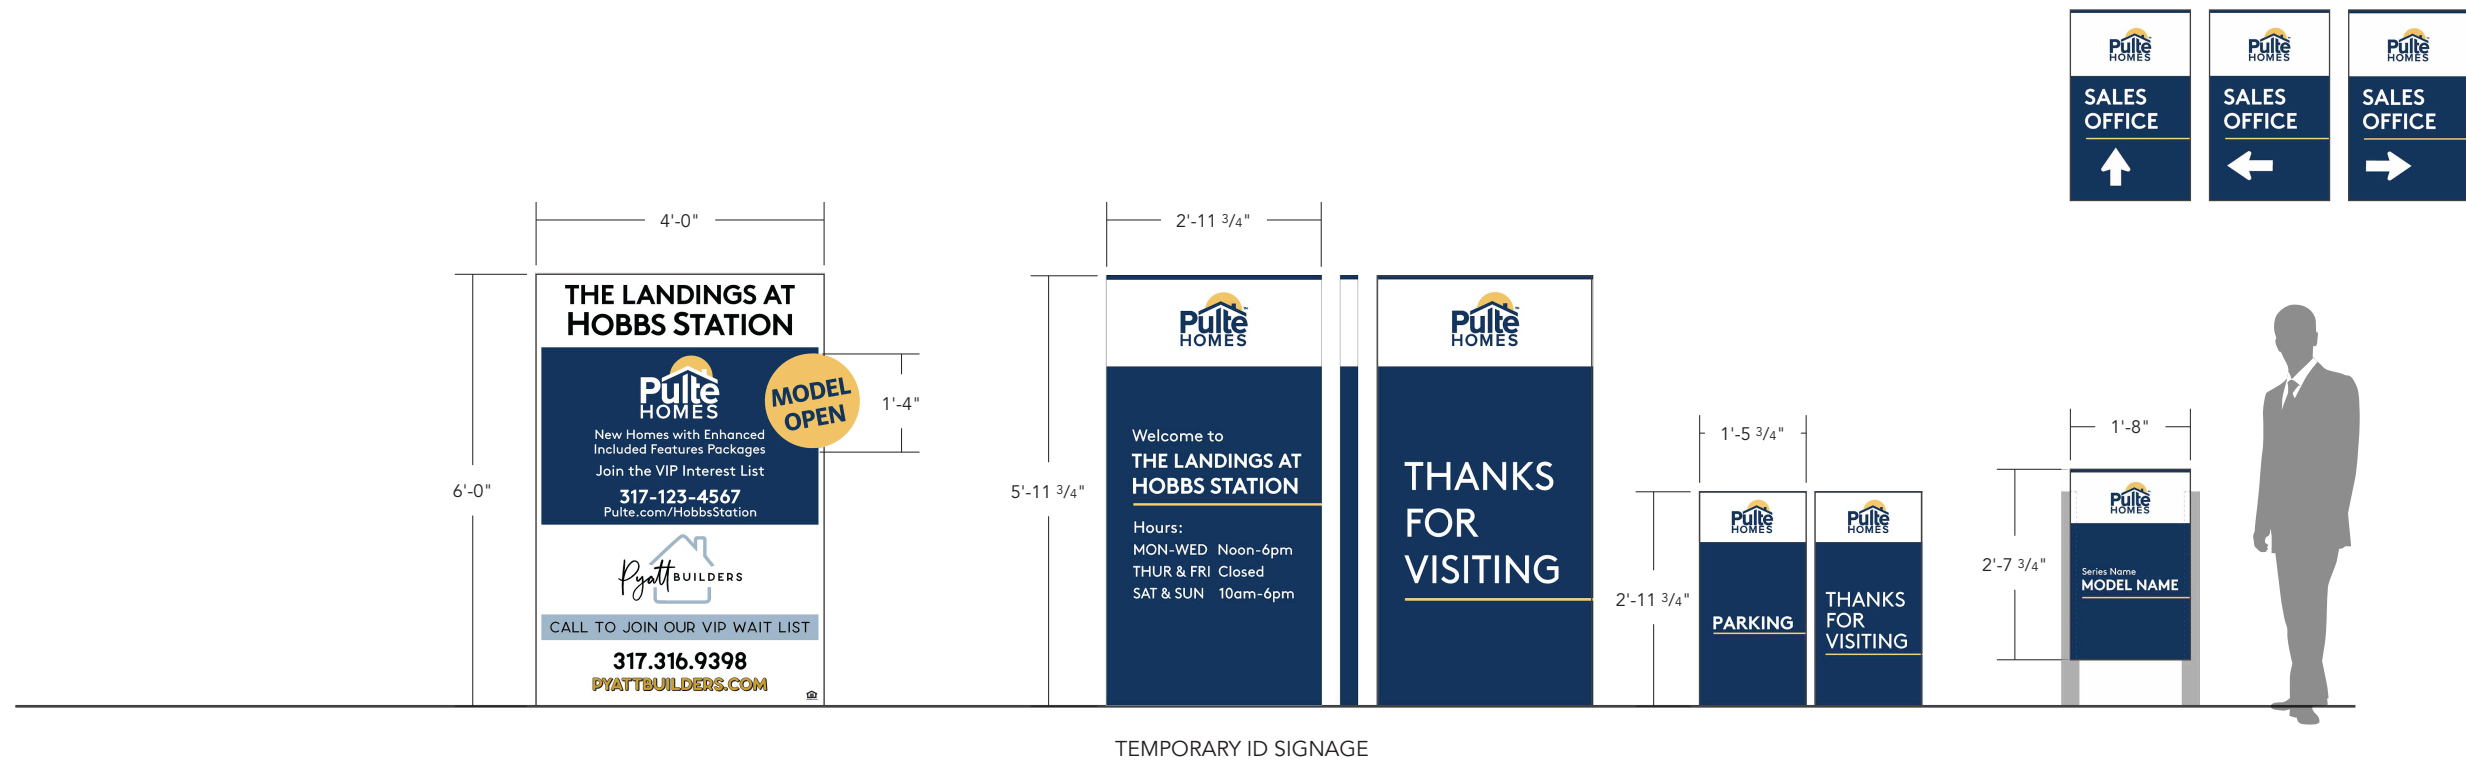 Pulte
HOMES
SALES
OFFICE
Pulte
HOMES
SALES
OFFICE
Pulte
HOMES
SALES
OFFICE
4'-0"
6'-0"
THE LANDINGS AT
HOBBS STATION
Pulte
HOMES
MODEL
OPEN
1'-4"
New Homes with Enhanced
Included Features Packages
Join the VIP Interest List
317-123-4567
Pulte.com/HobbsStation
Pyatt BUILDERS
CALL TO JOIN OUR VIP WAIT LIST
317.316.9398
PYATTBUILDERS.COM
2'-11 3/4"
5'-11 3/4"
Pulte
HOMES
Welcome to
THE LANDINGS AT
HOBBS STATION
Hours:
MON-WED Noon-6pm
THUR & FRI Closed
SAT & SUN 10am-6pm
Pulte
HOMES
THANKS
FOR
VISITING
1'-5 3/4"
2'-11 3/4"
Pulte
HOMES
PARKING
Pulte
HOMES
THANKS
FOR
VISITING
1'-8"
2'-7 3/4"
Pulte
HOMES
Series Name
MODEL NAME
TEMPORARY ID SIGNAGE